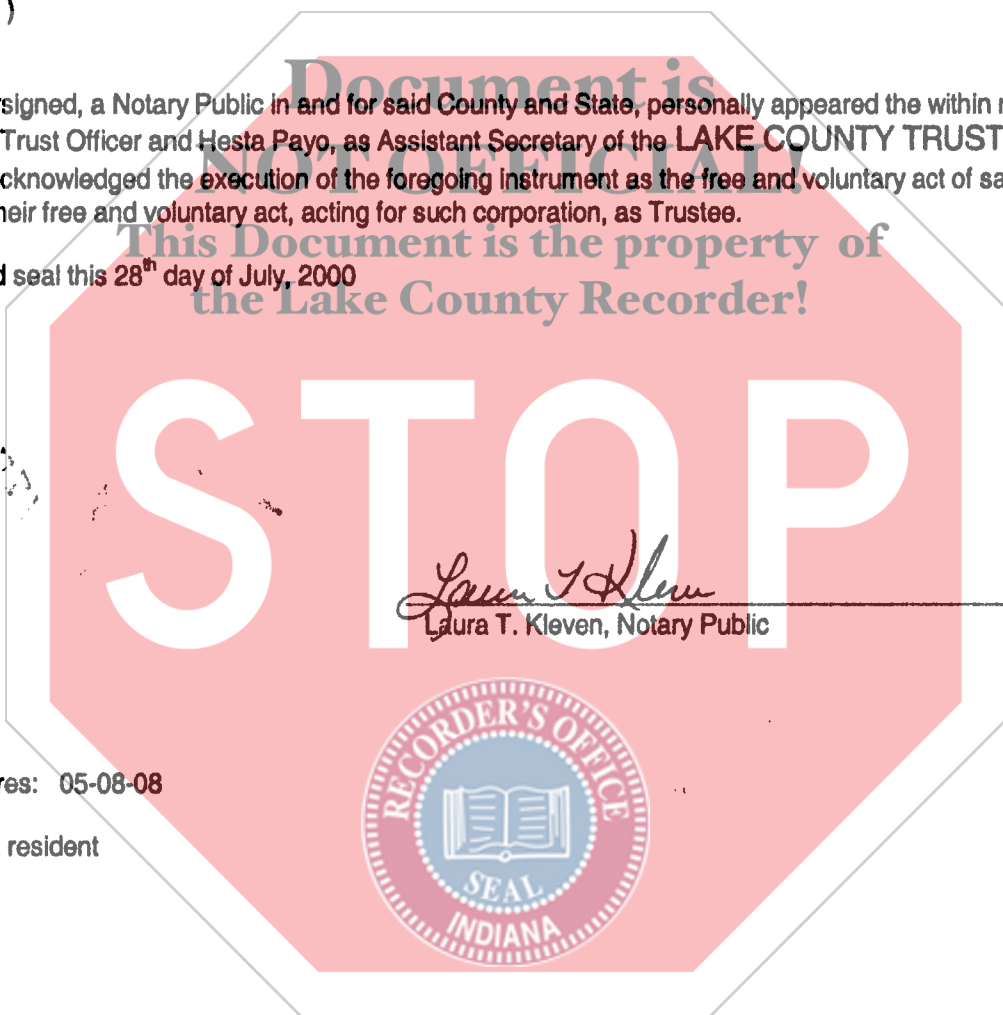 )
Document is
signed, a Notary Public in and for said County and State, personally appeared the within
Trust Officer and Hesta Payo, as Assistant Secretary of the LAKE COUNTY TRUST
NOT OFFICIAL!
cknowledged the execution of the foregoing instrument as the free and voluntary act of sa
eir free and voluntary act, acting for such corporation, as Trustee.
This Document is the property of
seal this 28th day of July, 2000
the Lake County Recorder!
STOP
Laura T. Kleven
Laura T. Kleven, Notary Public
RECORDER'S OFFICE
res: 05-08-08
resident
SEAL
INDIANA